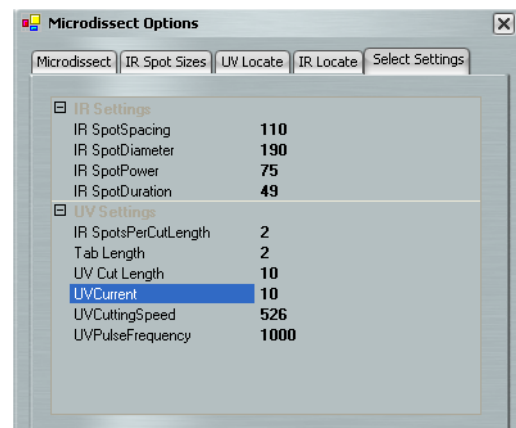 Microdissect Options
Microdissect IR Spot Sizes UV Locate IR Locate Select Settings
IR Settings
IR SpotSpacing 110
IR SpotDiameter 190
IR SpotPower 75
IR SpotDuration 49
UV Settings
IR SpotsPerCutLength 2
Tab Length 2
UV Cut Length 10
UVCurrent 10
UVCuttingSpeed 526
UVPulseFrequency 1000